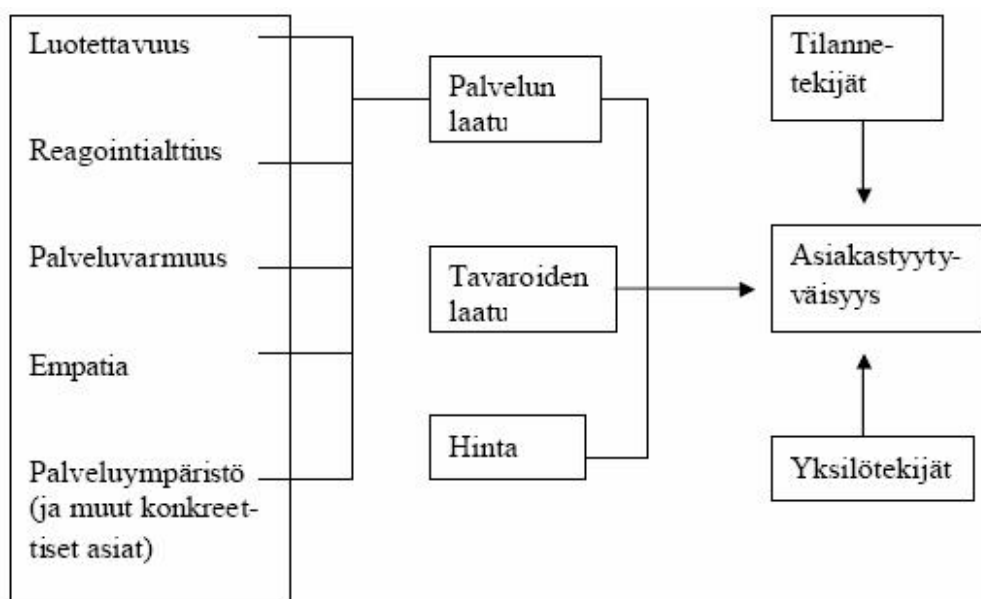 Luotettavuus
Reagointialttius
Palveluvarmuus
Empatia
Palveluympäristö
(ja muut konkreet-
tiset asiat)
Palvelun
laatu
Tavaroiden
laatu
Hinta
Tilanne-
tekijät
Asiakastyyty-
väisyys
Yksilötekijät